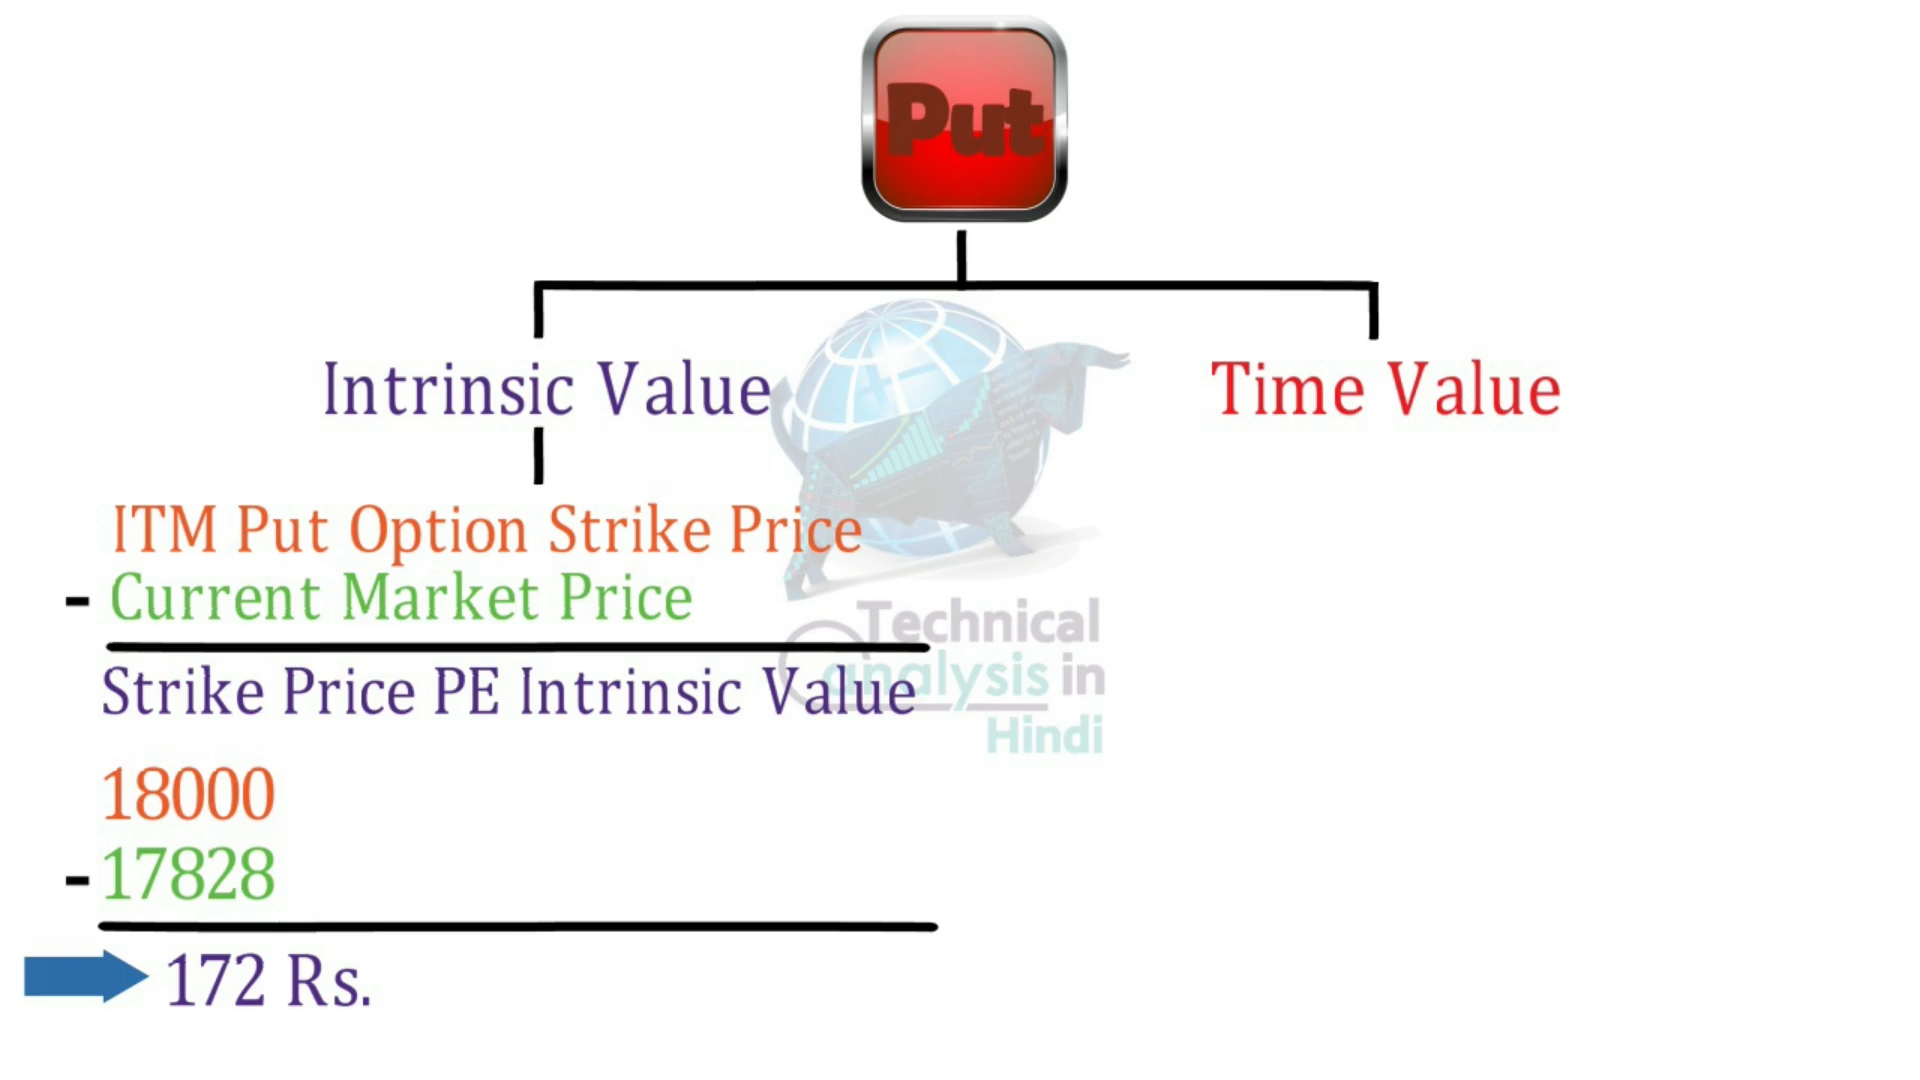 Put
Intrinsic Value
Time Value
ITM Put Option Strike Price
- Current Market Price
Strike Price PE Intrinsic Value
18000
-17828
172 Rs.
Technical
analysis in
Hindi